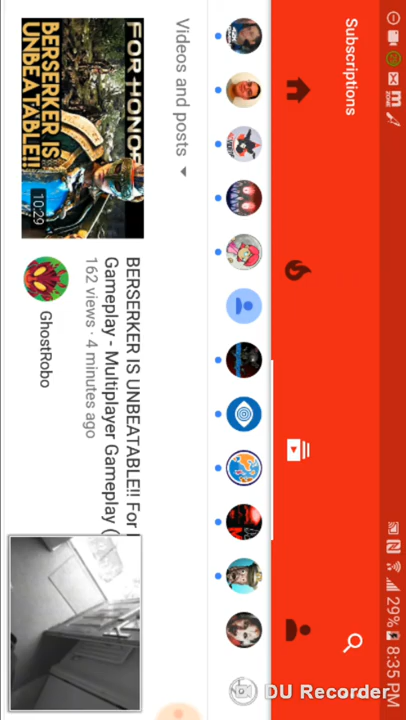 29% 8:35 PM
Subscriptions
Videos and posts
FOR HONOR
BERSERKER IS
UNBEATABLE!!
10:29
BERSERKER IS UNBEATABLE!! For
Gameplay - Multiplayer Gameplay (
162 views · 4 minutes ago
GhostRobo
DU Recorder